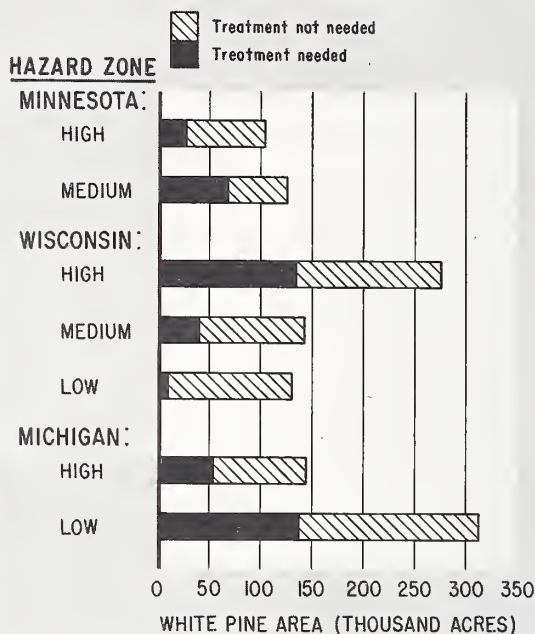 Treatment not needed
Treatment needed
HAZARD ZONE
MINNESOTA:
HIGH
MEDIUM
WISCONSIN:
HIGH
MEDIUM
LOW
MICHIGAN:
HIGH
LOW
0 50 100 150 200 250 300 350
WHITE PINE AREA (THOUSAND ACRES)